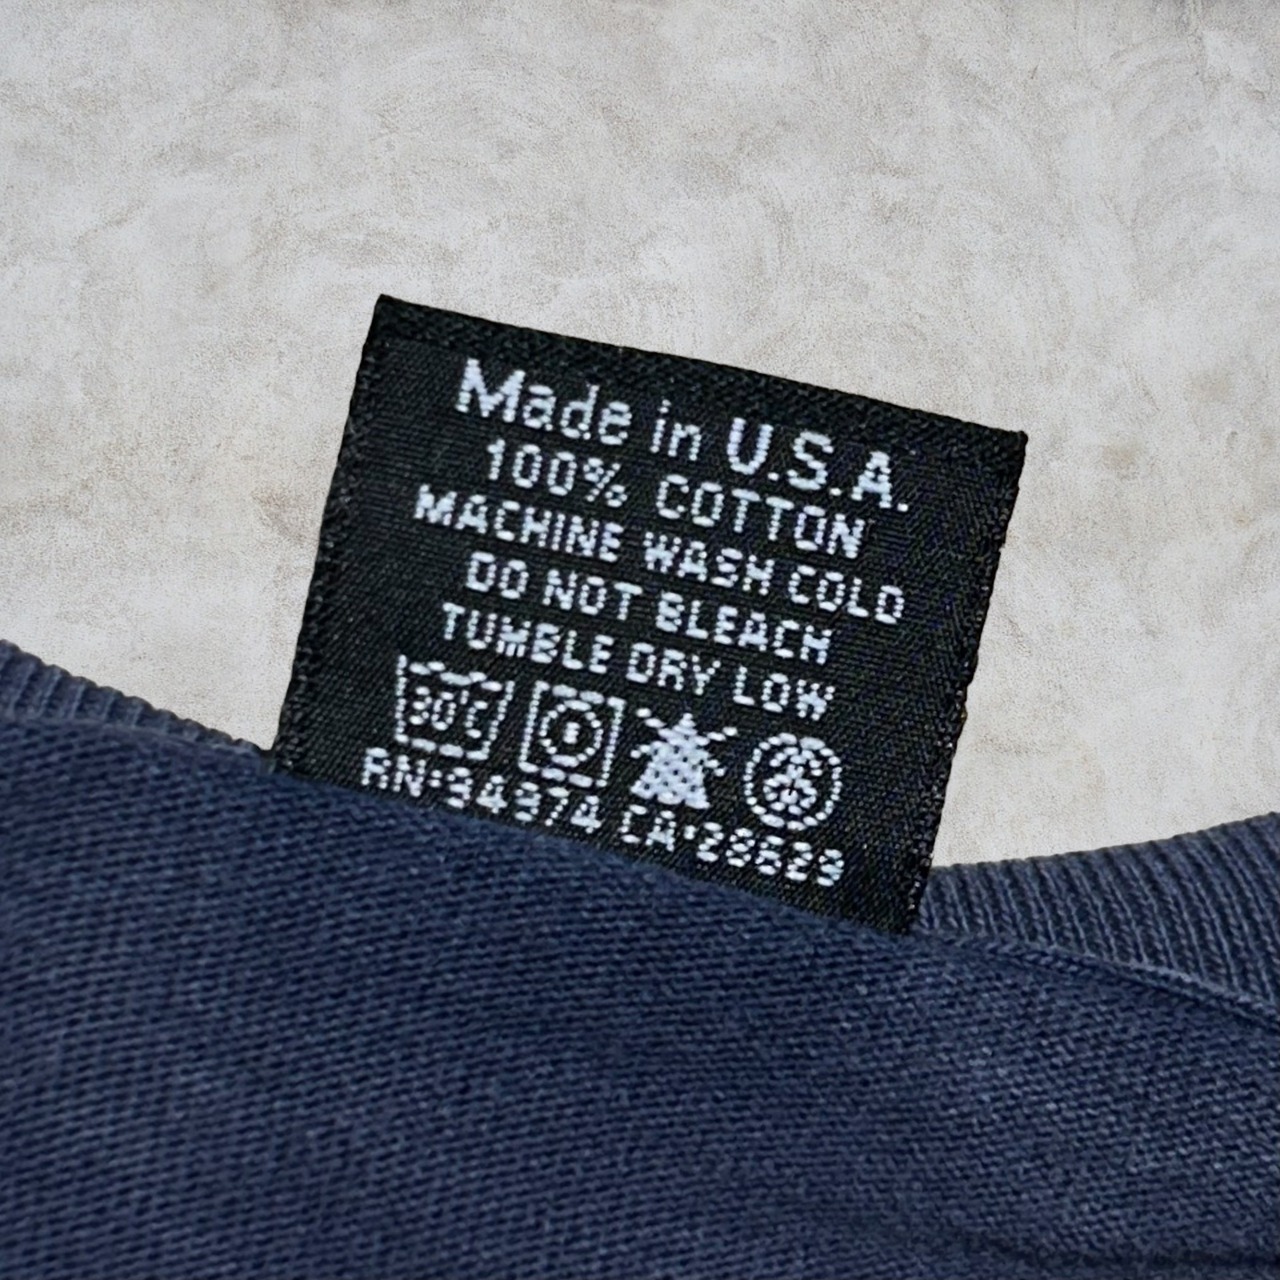 Made in U.S.A.
100% COTTON
MACHINE WASH COLD
DO NOT BLEACH
TUMBLE DRY LOW
30°C
RN:34374 CA:28629